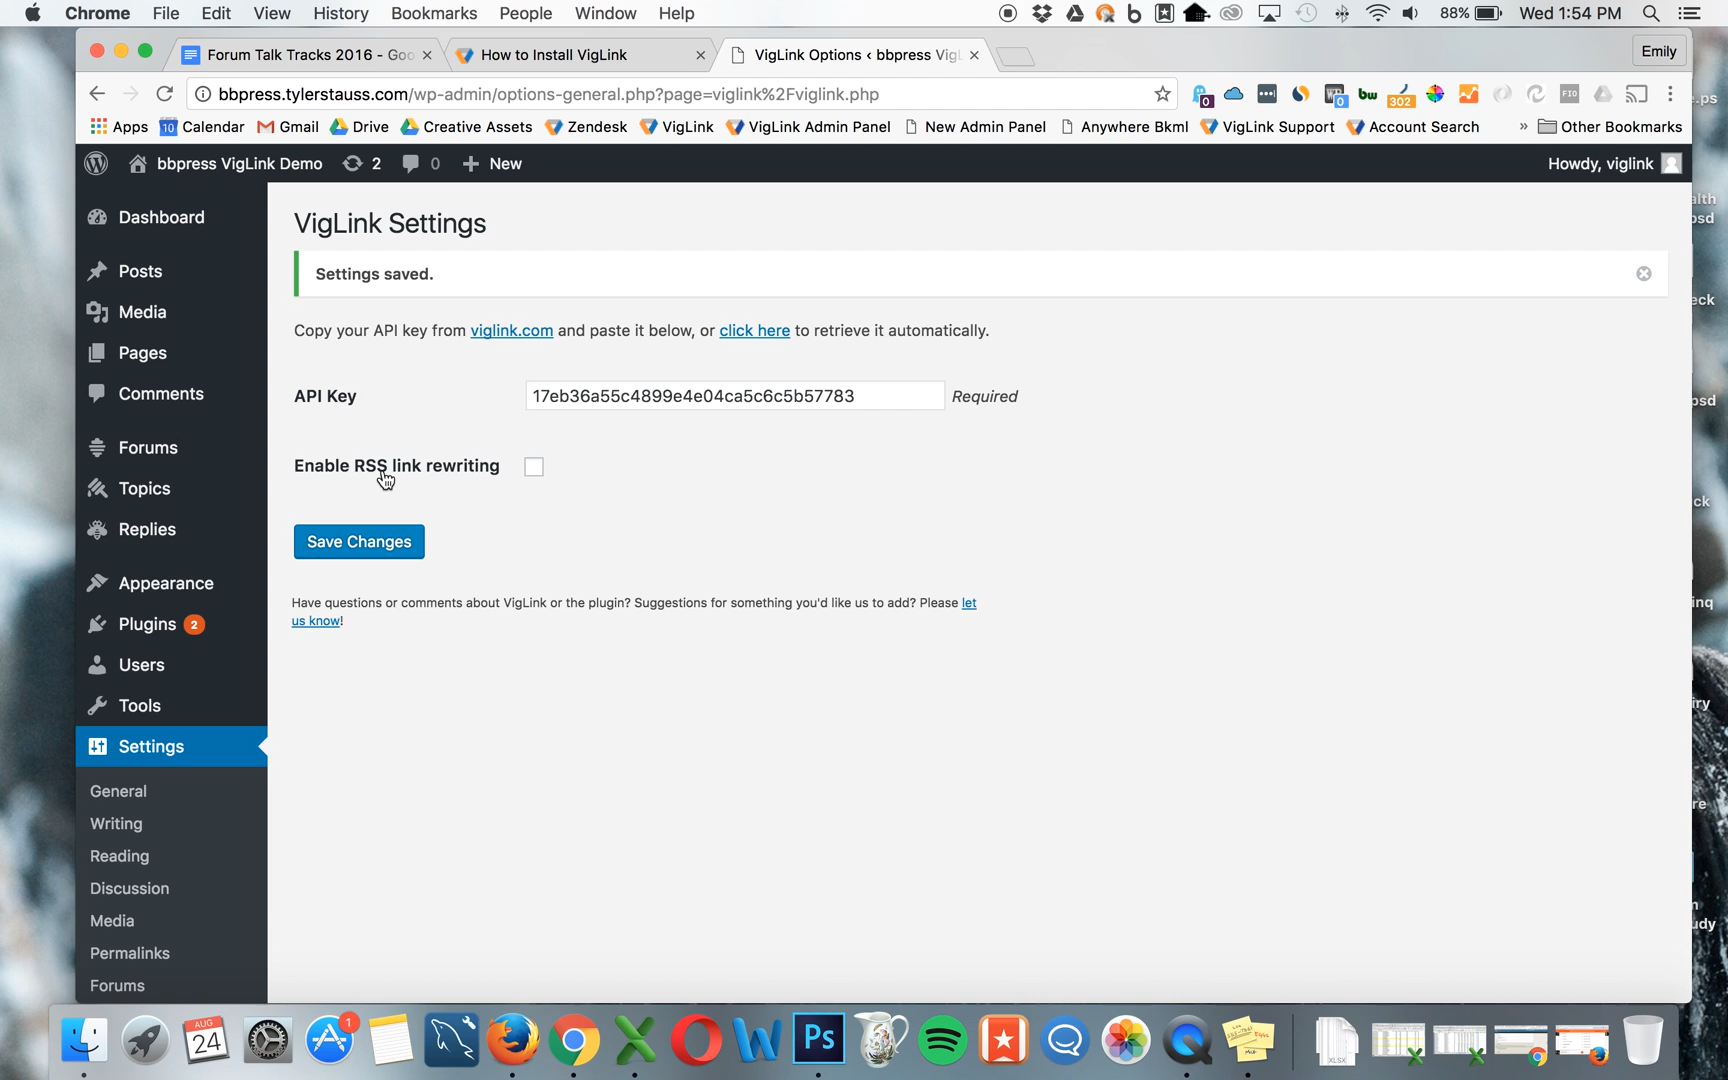 Chrome File Edit View History Bookmarks People Window Help 88% Wed 1:54 PM
Forum Talk Tracks 2016 - Goo How to Install VigLink VigLink Options ‹ bbpress Vig Emily
bbpress.tylerstauss.com/wp-admin/options-general.php?page=viglink%2Fviglink.php
Apps Calendar Gmail Drive Creative Assets Zendesk VigLink VigLink Admin Panel New Admin Panel Anywhere Bkml VigLink Support Account Search » Other Bookmarks
bbpress VigLink Demo 2 0 New Howdy, viglink
Dashboard
Posts
Media
Pages
Comments
Forums
Topics
Replies
Appearance
Plugins 2
Users
Tools
Settings
General
Writing
Reading
Discussion
Media
Permalinks
Forums
VigLink Settings
Settings saved.
Copy your API key from viglink.com and paste it below, or click here to retrieve it automatically.
API Key 17eb36a55c4899e4e04ca5c6c5b57783 Required
Enable RSS link rewriting
Save Changes
Have questions or comments about VigLink or the plugin? Suggestions for something you'd like us to add? Please let
us know!
AUG
24
1
Ps
XLSX